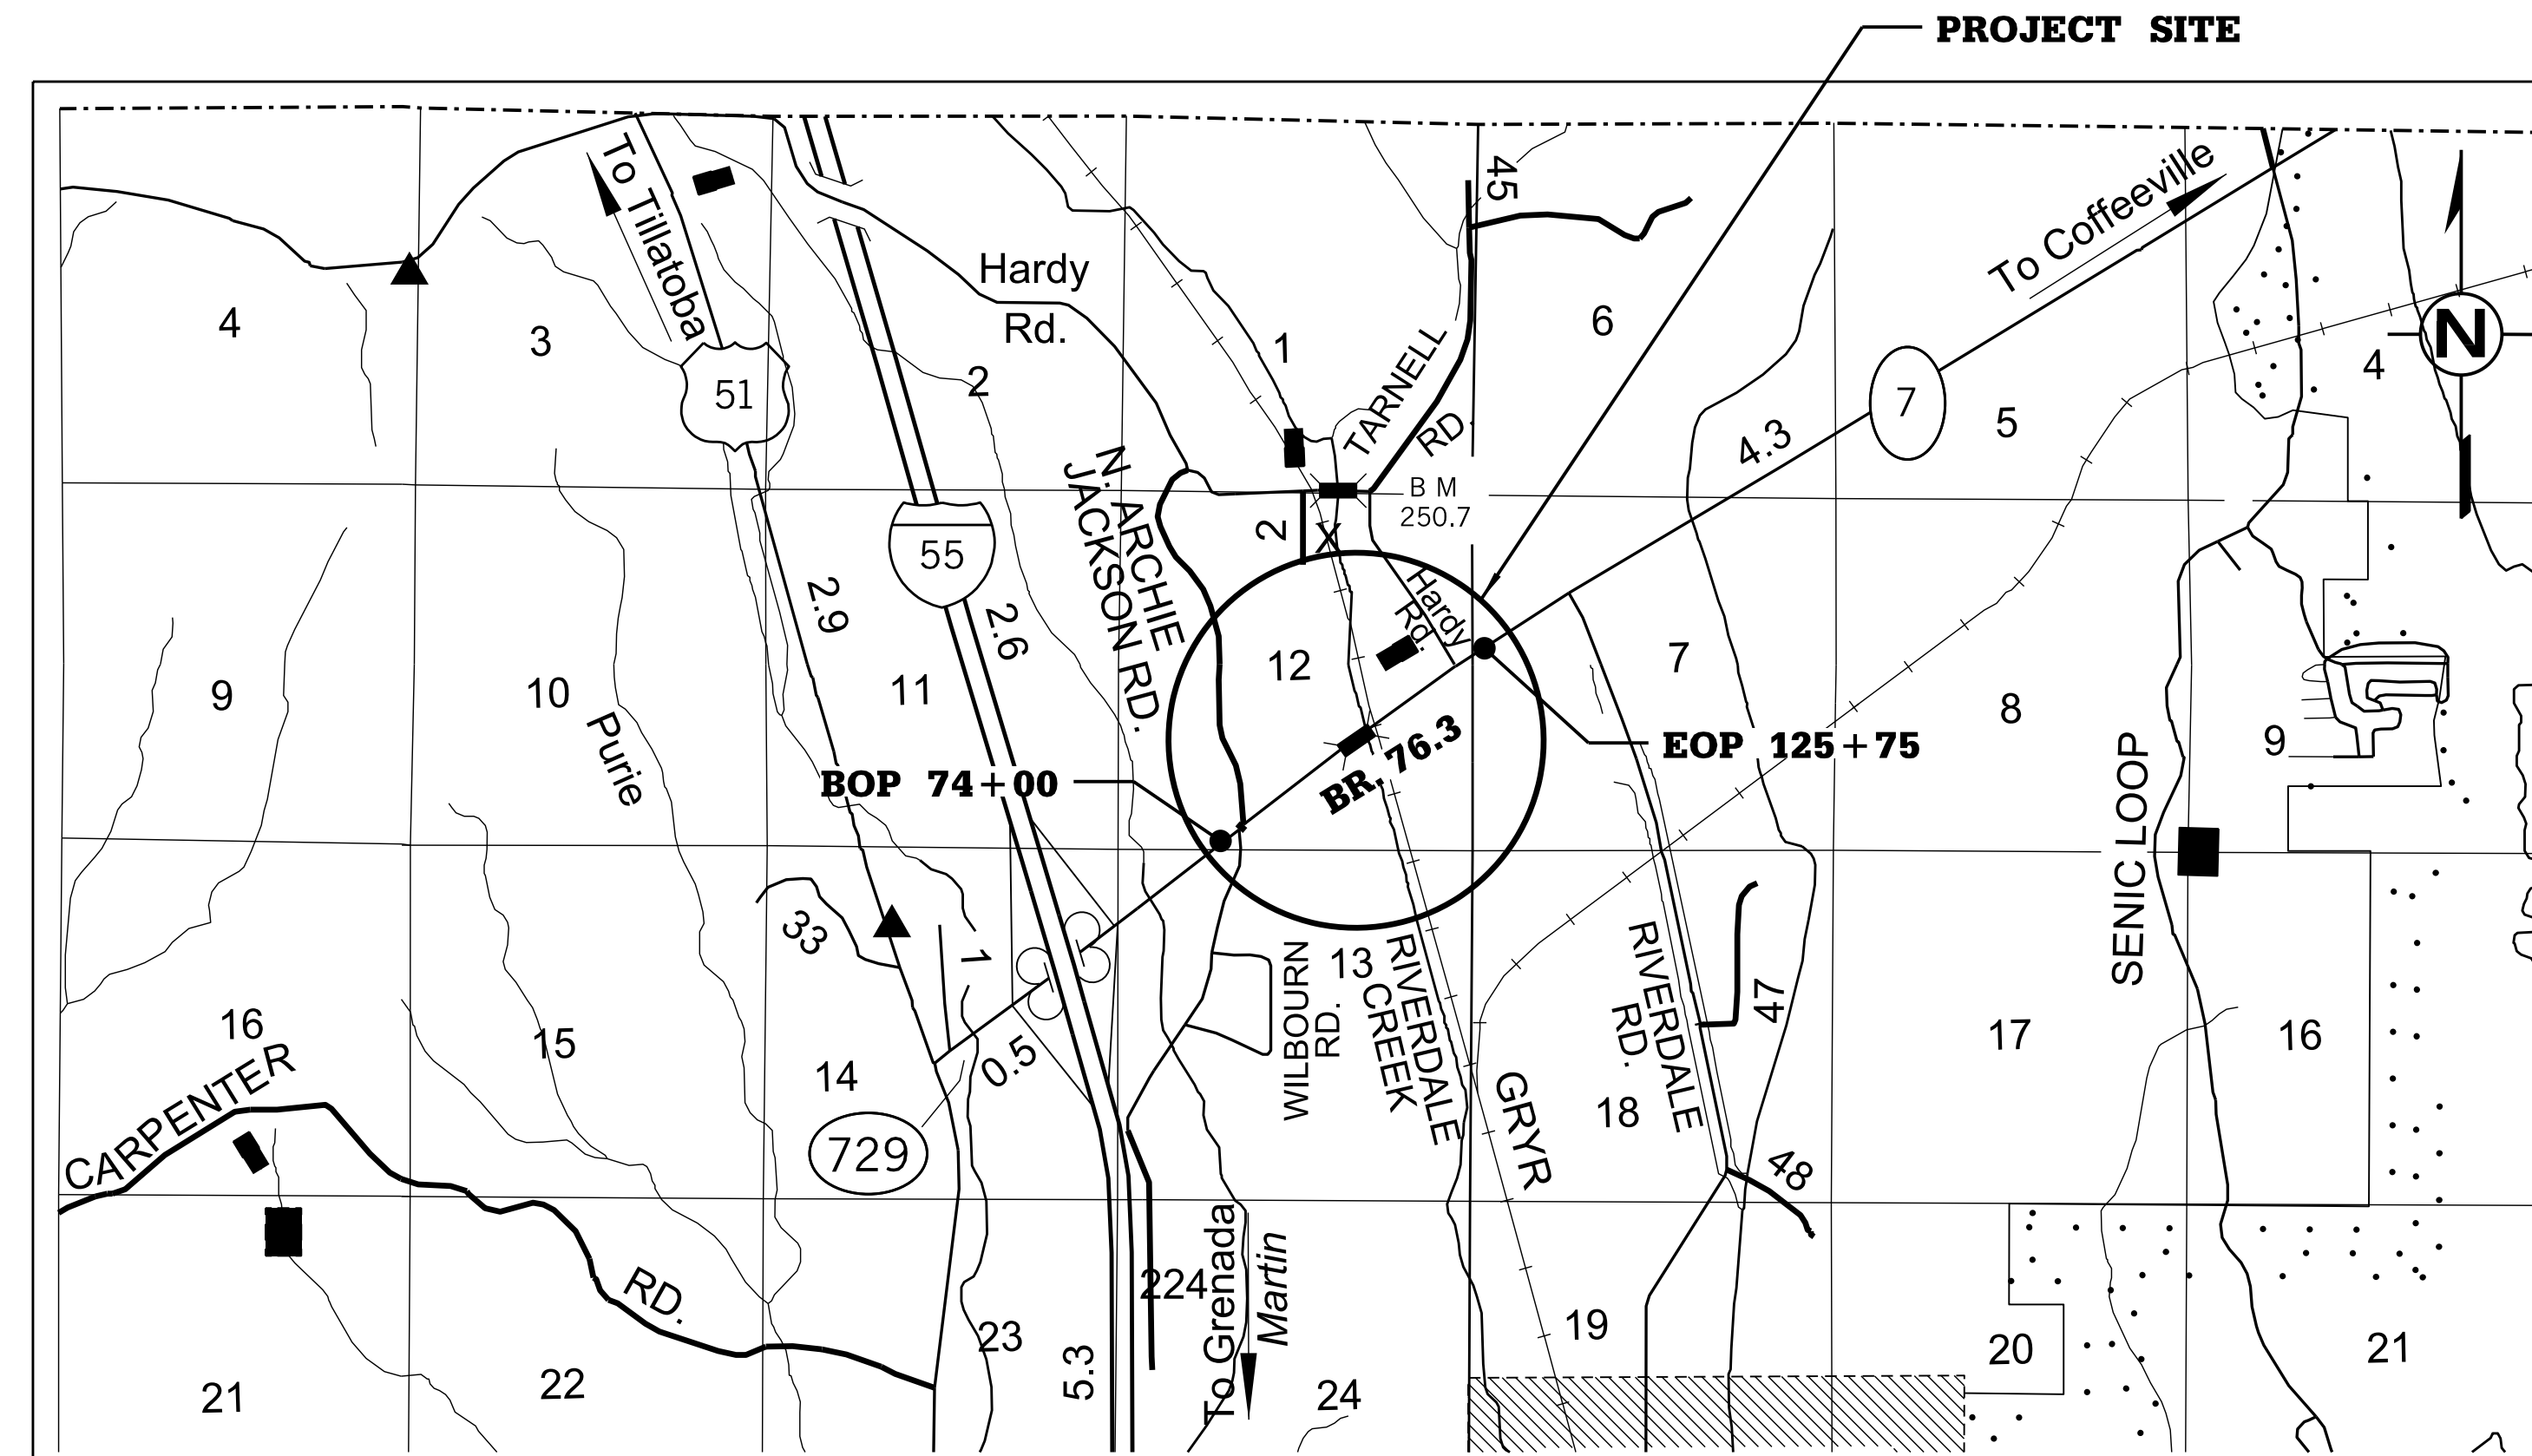 PROJECT SITE
To Tillatoba
45
To Coffeeville
Hardy
Rd.
N
4
3
2
1
6
5
4
51
7
4.3
TARNELL
RD.
B M
250.7
2
X
N. ARCHIE
JACKSON RD.
55
2.9
2.6
Hardy
Rd.
9
10
11
12
7
8
9
Purie
BR. 76.3
EOP 125+75
BOP 74+00
SENIC LOOP
33
1
0.5
WILBOURN
RD.
13
RIVERDALE
CREEK
GRYR
RIVERDALE
RD.
47
48
16
15
14
18
17
16
CARPENTER
RD.
729
224
To Grenada
Martin
5.3
21
22
23
24
19
20
21